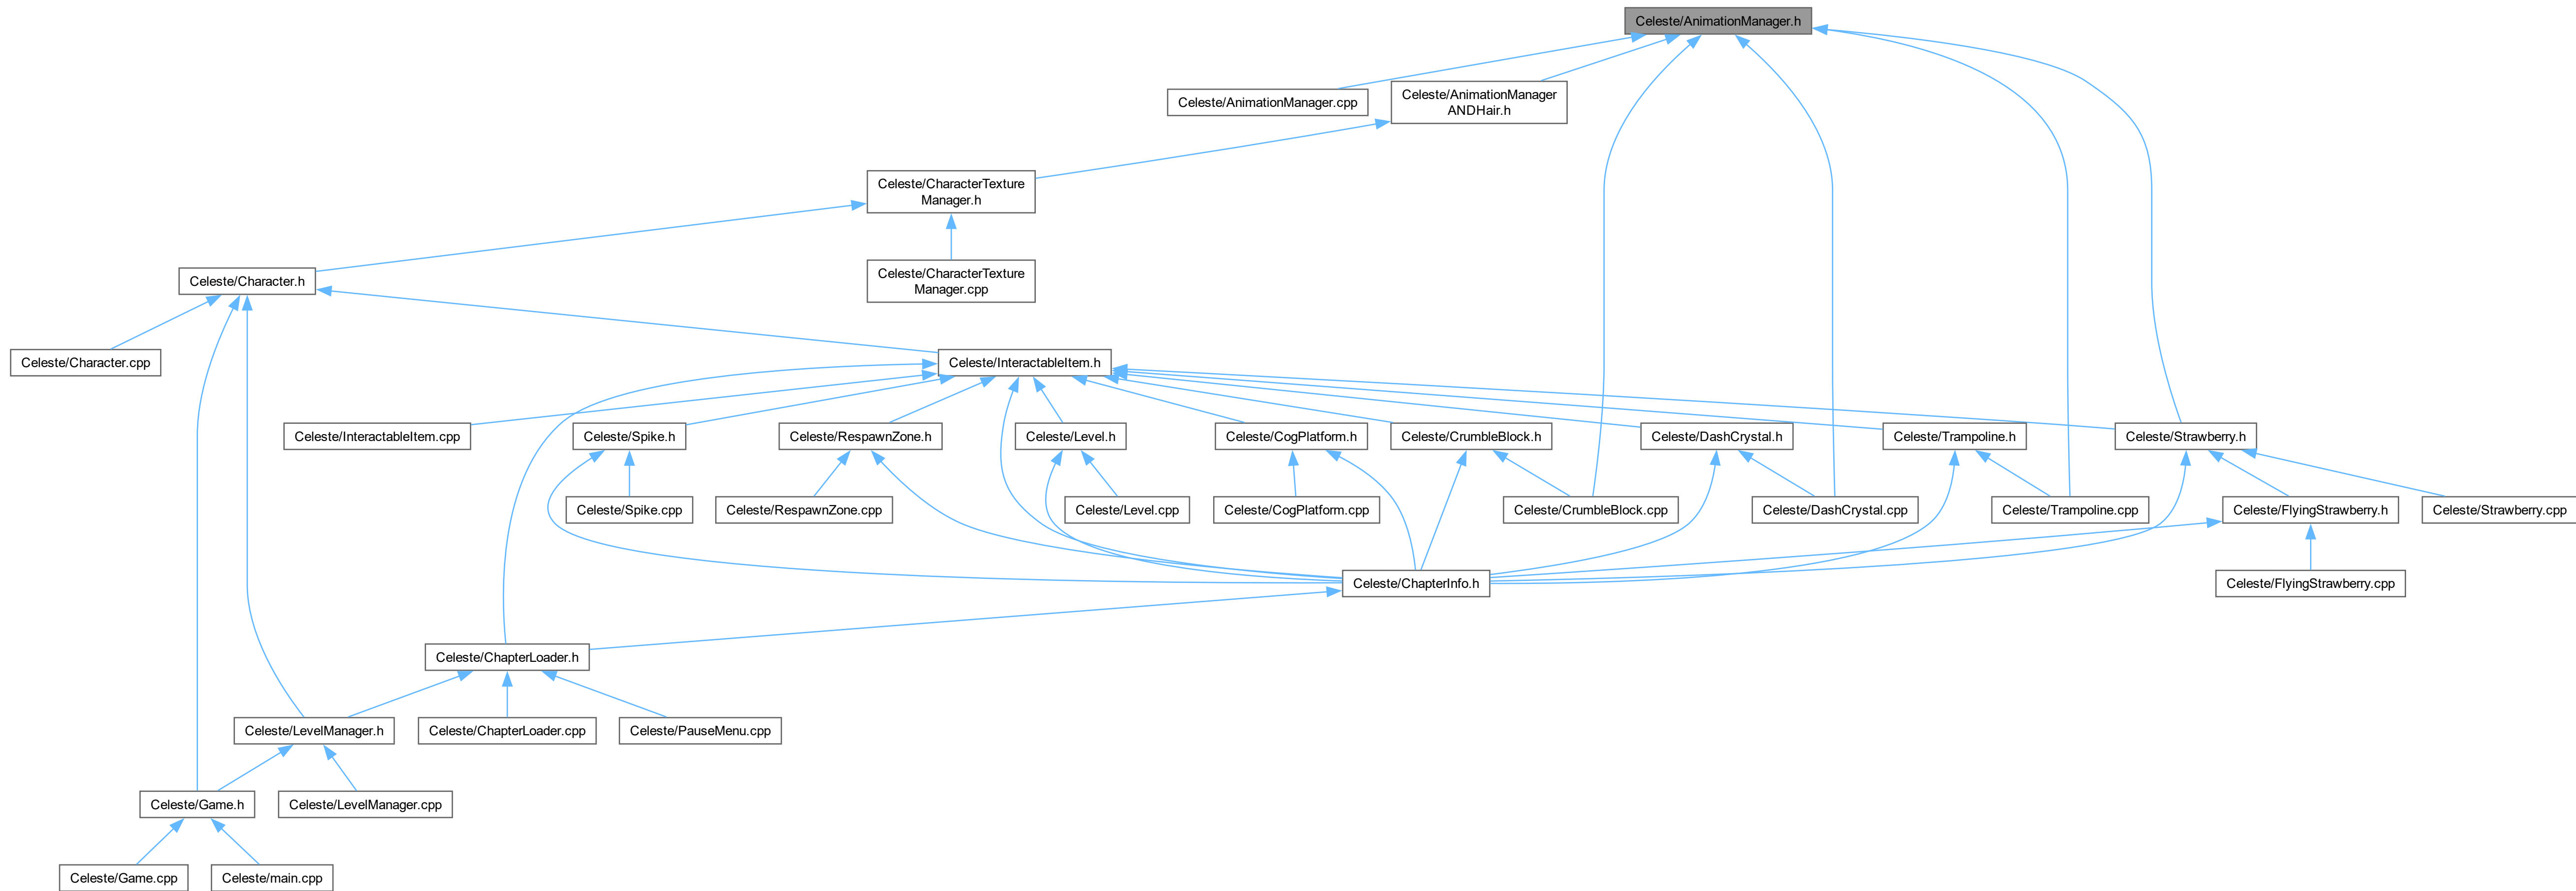 Celeste/AnimationManager.h
Celeste/AnimationManager.cpp
Celeste/AnimationManager
ANDHair.h
Celeste/CharacterTexture
Manager.h
Celeste/Character.h
Celeste/CharacterTexture
Manager.cpp
Celeste/Character.cpp
Celeste/InteractableItem.h
Celeste/InteractableItem.cpp
Celeste/Spike.h
Celeste/RespawnZone.h
Celeste/Level.h
Celeste/CogPlatform.h
Celeste/CrumbleBlock.h
Celeste/DashCrystal.h
Celeste/Trampoline.h
Celeste/Strawberry.h
Celeste/Spike.cpp
Celeste/RespawnZone.cpp
Celeste/Level.cpp
Celeste/CogPlatform.cpp
Celeste/CrumbleBlock.cpp
Celeste/DashCrystal.cpp
Celeste/Trampoline.cpp
Celeste/FlyingStrawberry.h
Celeste/Strawberry.cpp
Celeste/ChapterInfo.h
Celeste/FlyingStrawberry.cpp
Celeste/ChapterLoader.h
Celeste/LevelManager.h
Celeste/ChapterLoader.cpp
Celeste/PauseMenu.cpp
Celeste/Game.h
Celeste/LevelManager.cpp
Celeste/Game.cpp
Celeste/main.cpp